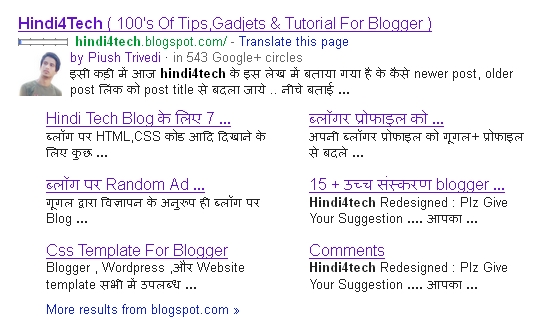 Hindi4Tech ( 100's Of Tips,Gadjets & Tutorial For Blogger )
hindi4tech.blogspot.com/ - Translate this page
by Piush Trivedi · in 543 Google+ circles
इसी कड़ी में आज hindi4tech के इस लेख में बताया गया है के कैसे newer post, older
post लिंक को post title से बदला जाये .. नीचे बताई ...
Hindi Tech Blog के लिए 7 ...
ब्लॉग पर HTML,CSS कोड आदि दिखाने के
लिए कुछ ...
ब्लॉगर प्रोफाइल को ...
अपनी ब्लॉगर प्रोफाइल को गूगल+ प्रोफाइल
से बदले ...
ब्लॉग पर Random Ad ...
गूगल द्वारा विज्ञापन के अनुरुप ही ब्लॉग पर
Blog ...
15 + उच्च संस्करण blogger ...
Hindi4tech Redesigned : Plz Give
Your Suggestion .... आपका ...
Css Template For Blogger
Blogger , Wordpress ,और Website
template सभी में उपलब्ध ...
Comments
Hindi4tech Redesigned : Plz Give
Your Suggestion .... आपका ...
More results from blogspot.com »